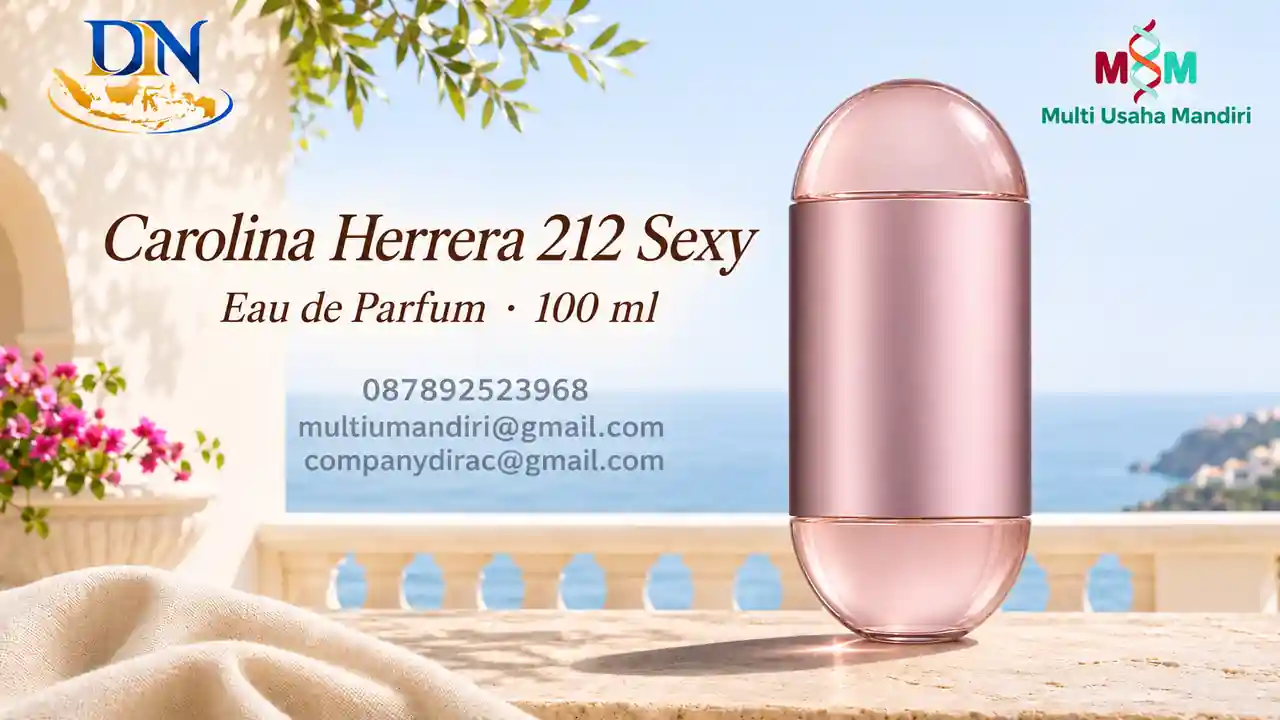 DN
MSM
Multi Usaha Mandiri
Carolina Herrera 212 Sexy
Eau de Parfum · 100 ml
087892523968
multiumandiri@gmail.com
companydirac@gmail.com